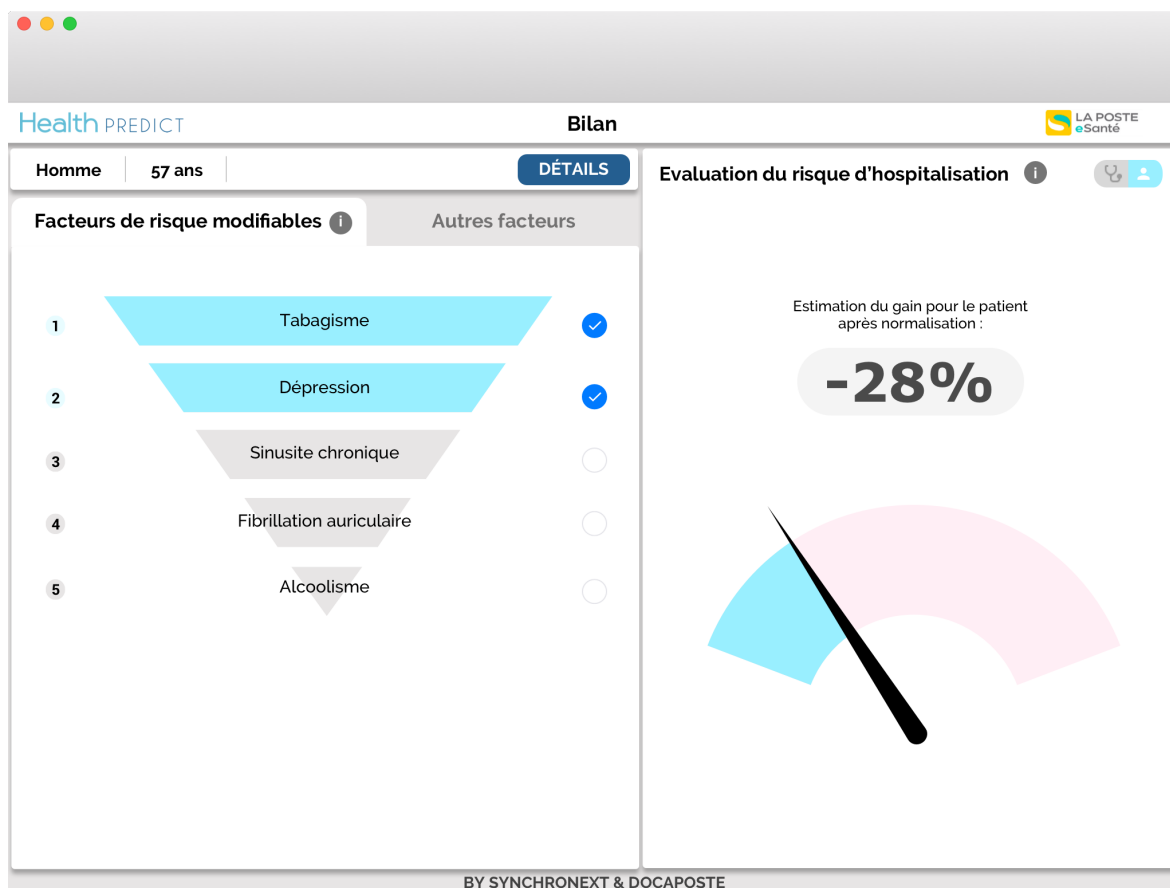 Health PREDICT
Bilan
LA POSTE
eSanté
Homme
57 ans
DÉTAILS
Evaluation du risque d'hospitalisation i
Facteurs de risque modifiables i
Autres facteurs
1 Tabagisme
2 Dépression
3 Sinusite chronique
4 Fibrillation auriculaire
5 Alcoolisme
Estimation du gain pour le patient
après normalisation :
-28%
BY SYNCHRONEXT & DOCAPOSTE